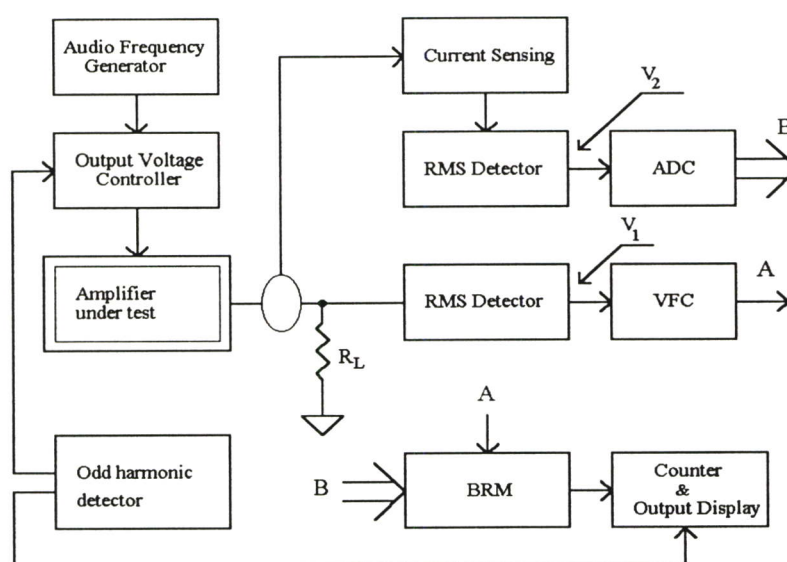 Audio Frequency
Generator
Current Sensing
V2
Output Voltage
Controller
RMS Detector
ADC
B
Amplifier
under test
RMS Detector
V1
VFC
A
RL
A
Odd harmonic
detector
B
BRM
Counter
&
Output Display